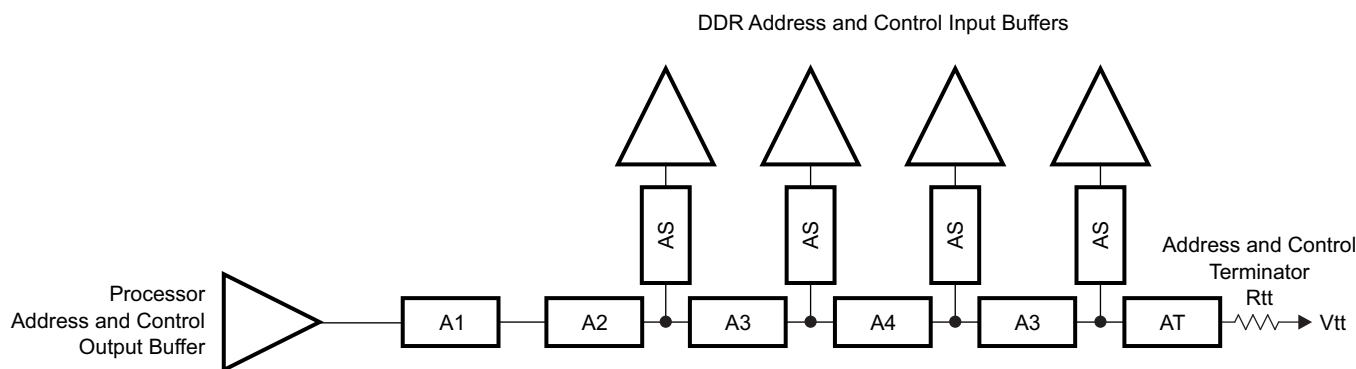 DDR Address and Control Input Buffers
AS
AS
AS
AS
Processor
Address and Control
Output Buffer
A1
A2
A3
A4
A3
AT
Address and Control
Terminator
Rtt
Vtt